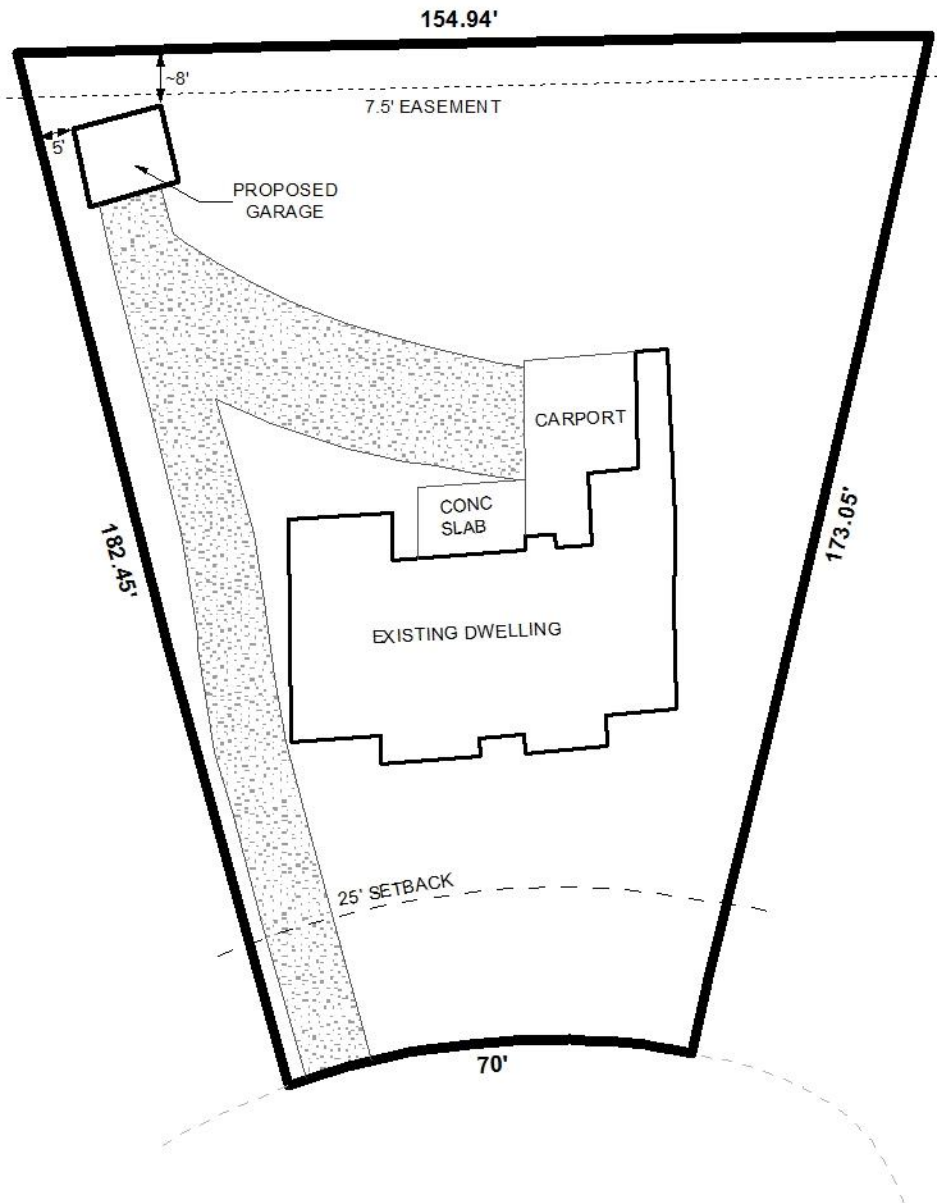 154.94'
~8'
7.5' EASEMENT
5'
PROPOSED
GARAGE
CARPORT
CONC
SLAB
182.45'
173.05'
EXISTING DWELLING
25' SETBACK
70'